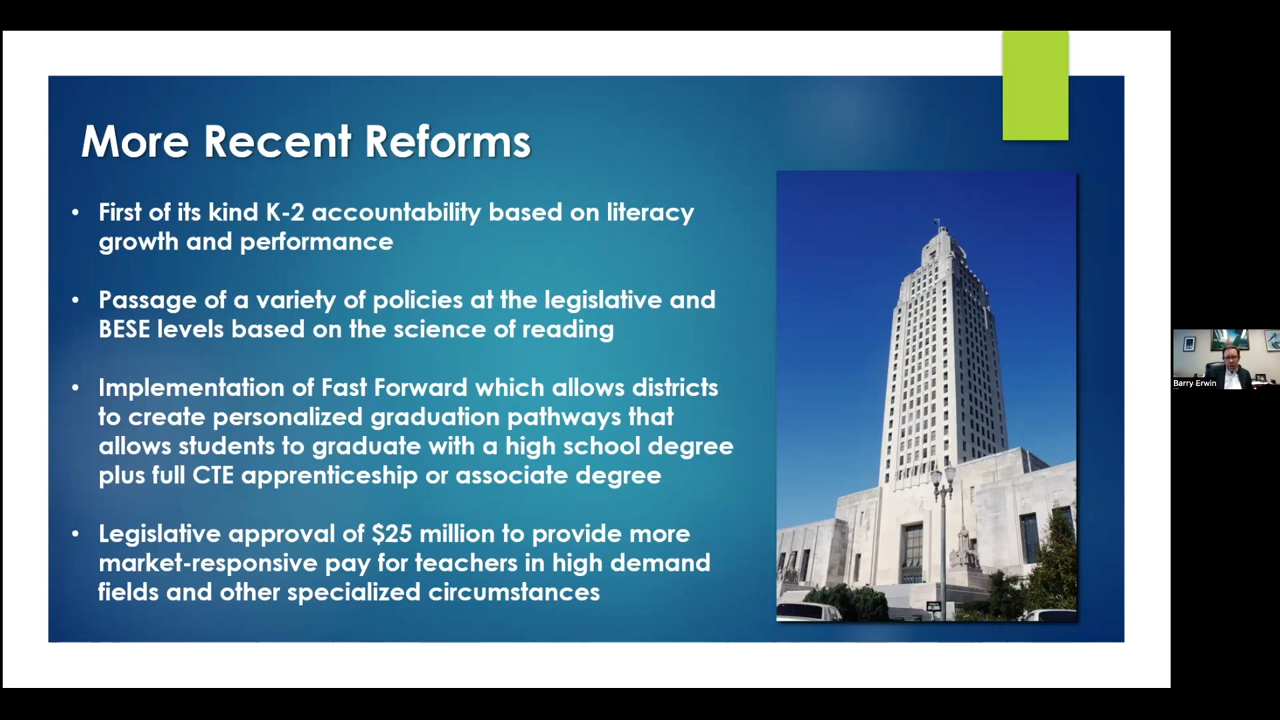 More Recent Reforms
• First of its kind K-2 accountability based on literacy
growth and performance
• Passage of a variety of policies at the legislative and
BESE levels based on the science of reading
• Implementation of Fast Forward which allows districts
to create personalized graduation pathways that
allows students to graduate with a high school degree
plus full CTE apprenticeship or associate degree
• Legislative approval of $25 million to provide more
market-responsive pay for teachers in high demand
fields and other specialized circumstances
Barry Erwin